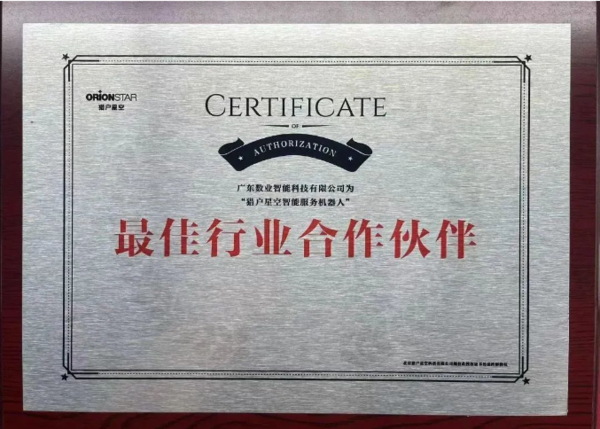 ORIONSTAR
猎户星空
CERTIFICATE
OF
AUTHORIZATION
广东数业智能科技有限公司为
“猎户星空智能服务机器人”
最佳行业合作伙伴